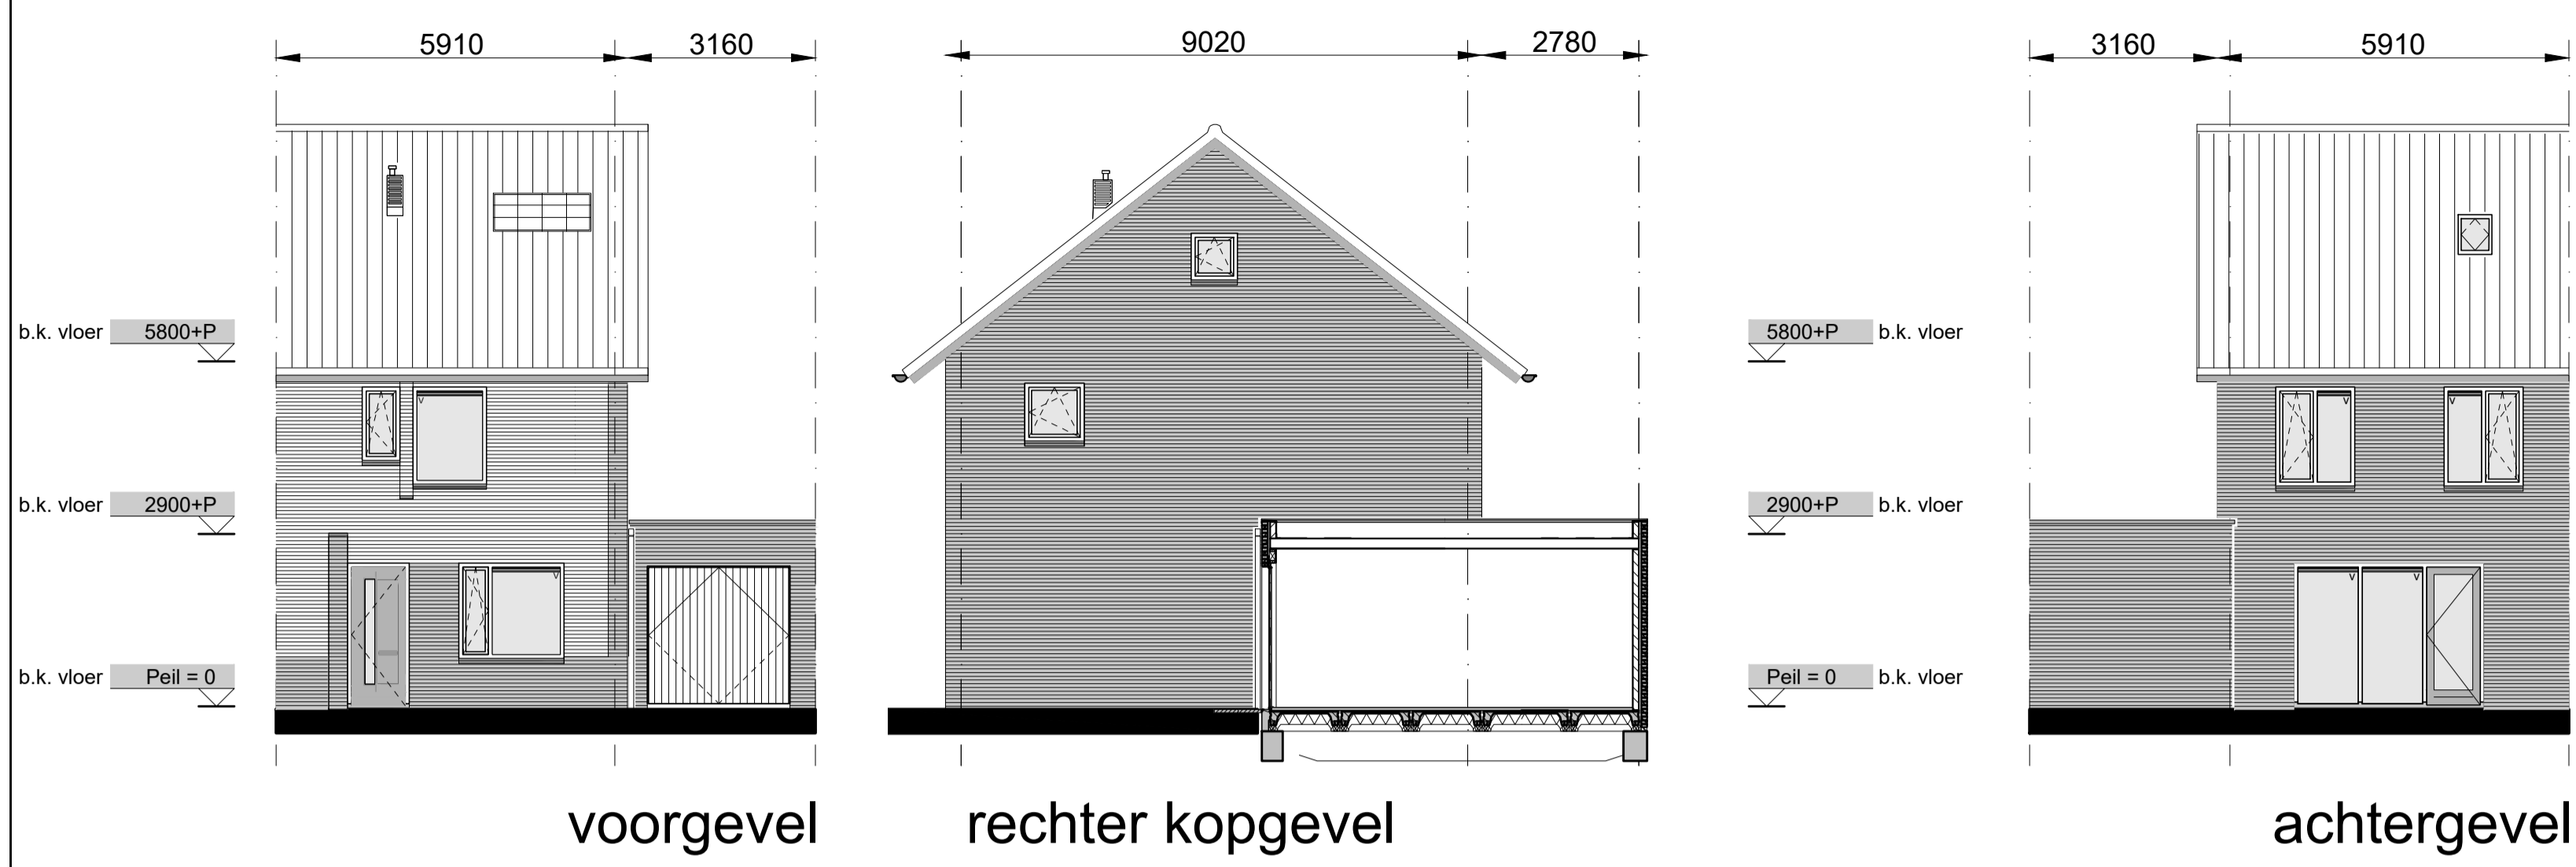 5910 3160
9020 2780
3160 5910
b.k. vloer 5800+P
b.k. vloer 2900+P
b.k. vloer Peil = 0
5800+P b.k. vloer
2900+P b.k. vloer
Peil = 0 b.k. vloer
V
V
V V
V V
voorgevel
rechter kopgevel
achtergevel